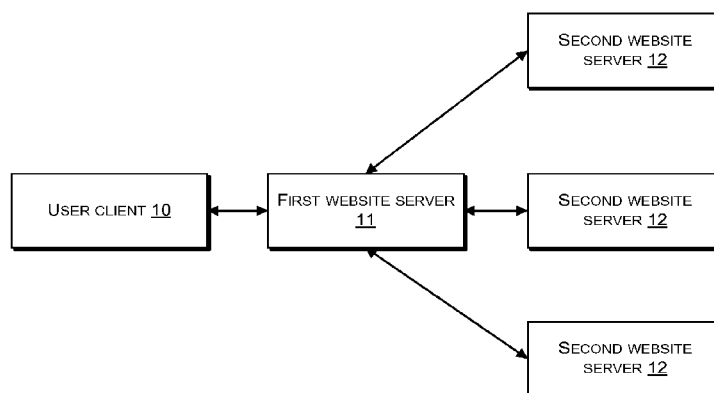 SECOND WEBSITE
SERVER 12
USER CLIENT 10
FIRST WEBSITE SERVER
11
SECOND WEBSITE
SERVER 12
SECOND WEBSITE
SERVER 12